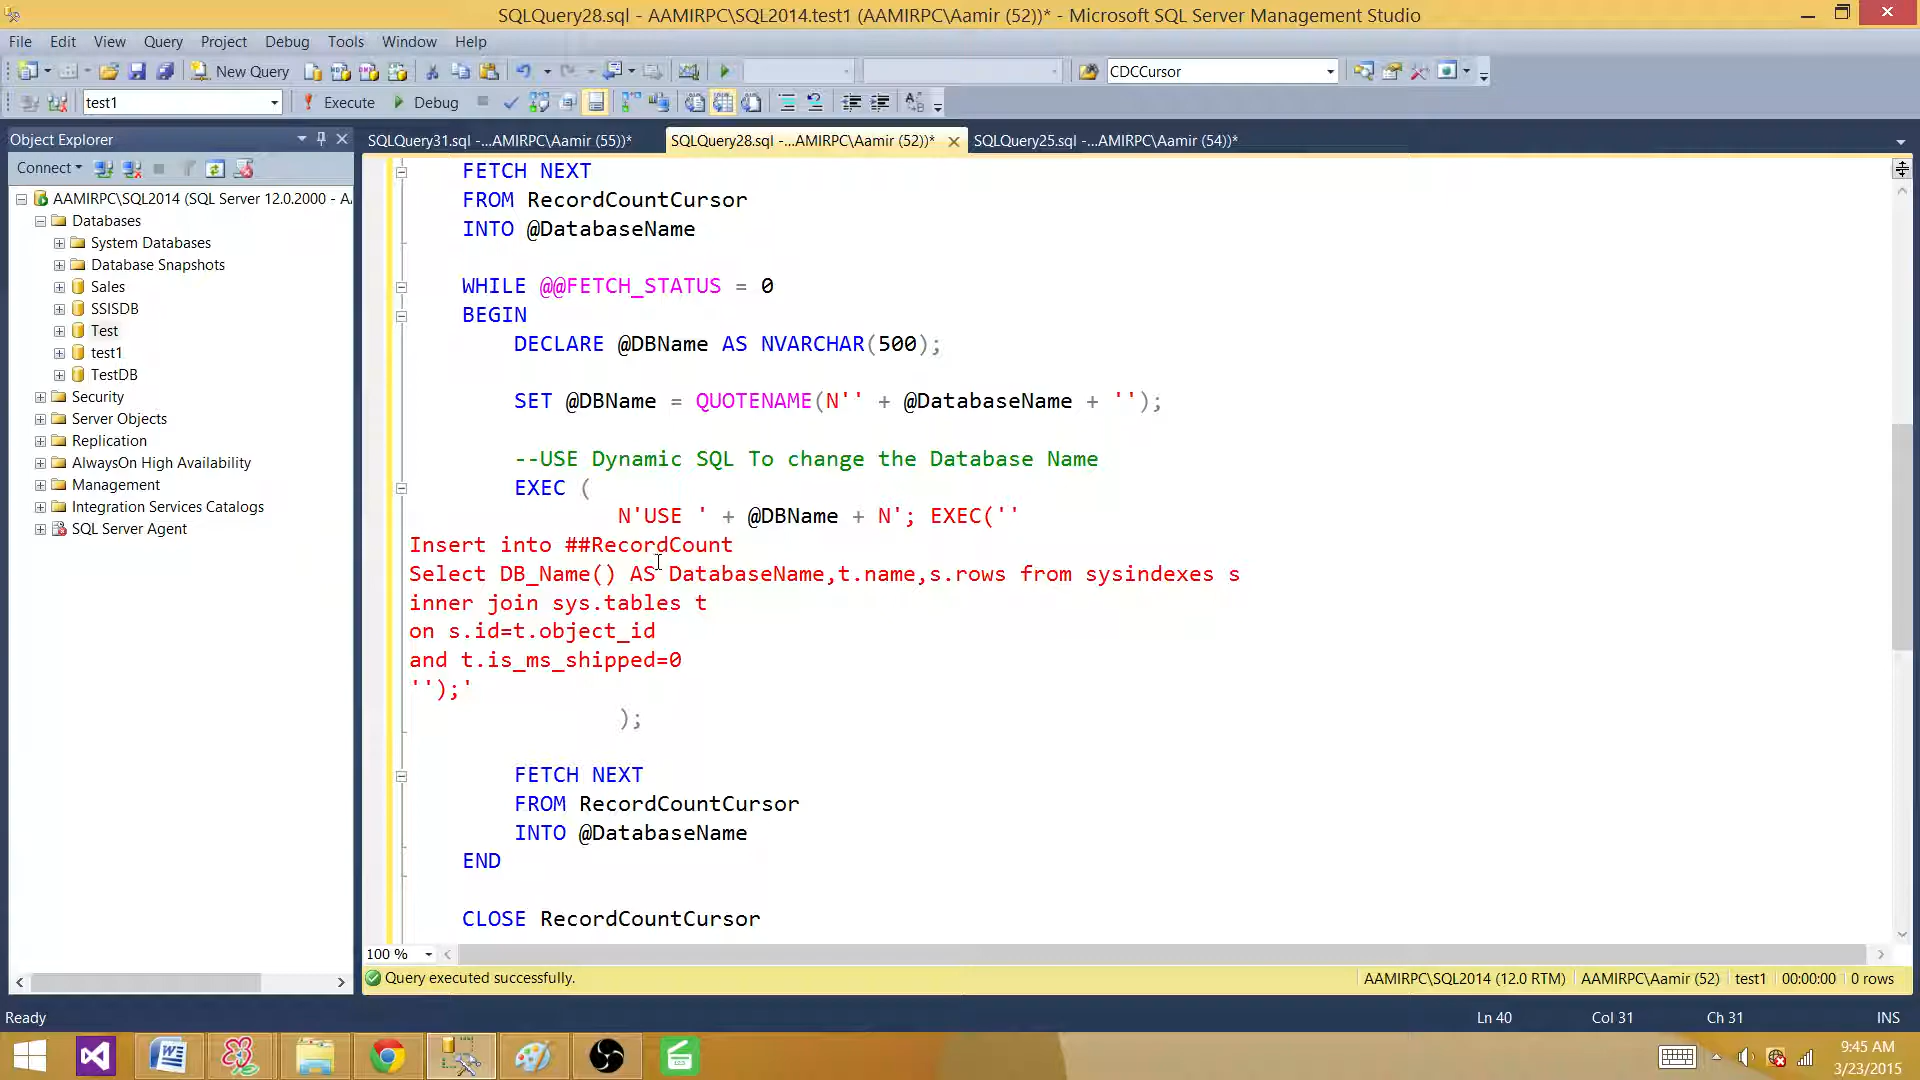 SQLQuery28.sql - AAMIRPC\SQL2014.test1 (AAMIRPC\Aamir (52))* - Microsoft SQL Server Management Studio
File Edit View Query Project Debug Tools Window Help
New Query CDCCursor
test1 Execute Debug
Object Explorer
SQLQuery31.sql -...AMIRPC\Aamir (55))* SQLQuery28.sql -...AMIRPC\Aamir (52))* SQLQuery25.sql -...AMIRPC\Aamir (54))*
Connect
AAMIRPC\SQL2014 (SQL Server 12.0.2000 - A
Databases
System Databases
Database Snapshots
Sales
SSISDB
Test
test1
TestDB
Security
Server Objects
Replication
AlwaysOn High Availability
Management
Integration Services Catalogs
SQL Server Agent
FETCH NEXT
FROM RecordCountCursor
INTO @DatabaseName
WHILE @@FETCH_STATUS = 0
BEGIN
DECLARE @DBName AS NVARCHAR(500);
SET @DBName = QUOTENAME(N'' + @DatabaseName + '');
--USE Dynamic SQL To change the Database Name
EXEC (
N'USE ' + @DBName + N'; EXEC(''
Insert into ##RecordCount
Select DB_Name() AS DatabaseName,t.name,s.rows from sysindexes s
inner join sys.tables t
on s.id=t.object_id
and t.is_ms_shipped=0
'');'
);
FETCH NEXT
FROM RecordCountCursor
INTO @DatabaseName
END
CLOSE RecordCountCursor
100 %
Query executed successfully. AAMIRPC\SQL2014 (12.0 RTM) AAMIRPC\Aamir (52) test1 00:00:00 0 rows
Ready Ln 40 Col 31 Ch 31 INS
9:45 AM
3/23/2015